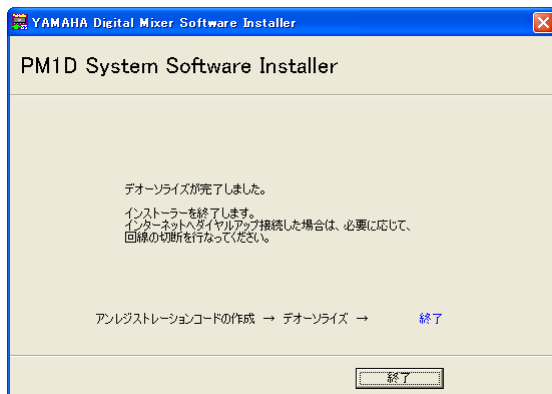 YAMAHA Digital Mixer Software Installer
PM1D System Software Installer
デオーソライズが完了しました。
インストーラーを終了します。
インターネットへダイヤルアップ接続した場合は、必要に応じて、
回線の切断を行なってください。
アンレジストレーションコードの作成 → デオーソライズ → 終了
終了